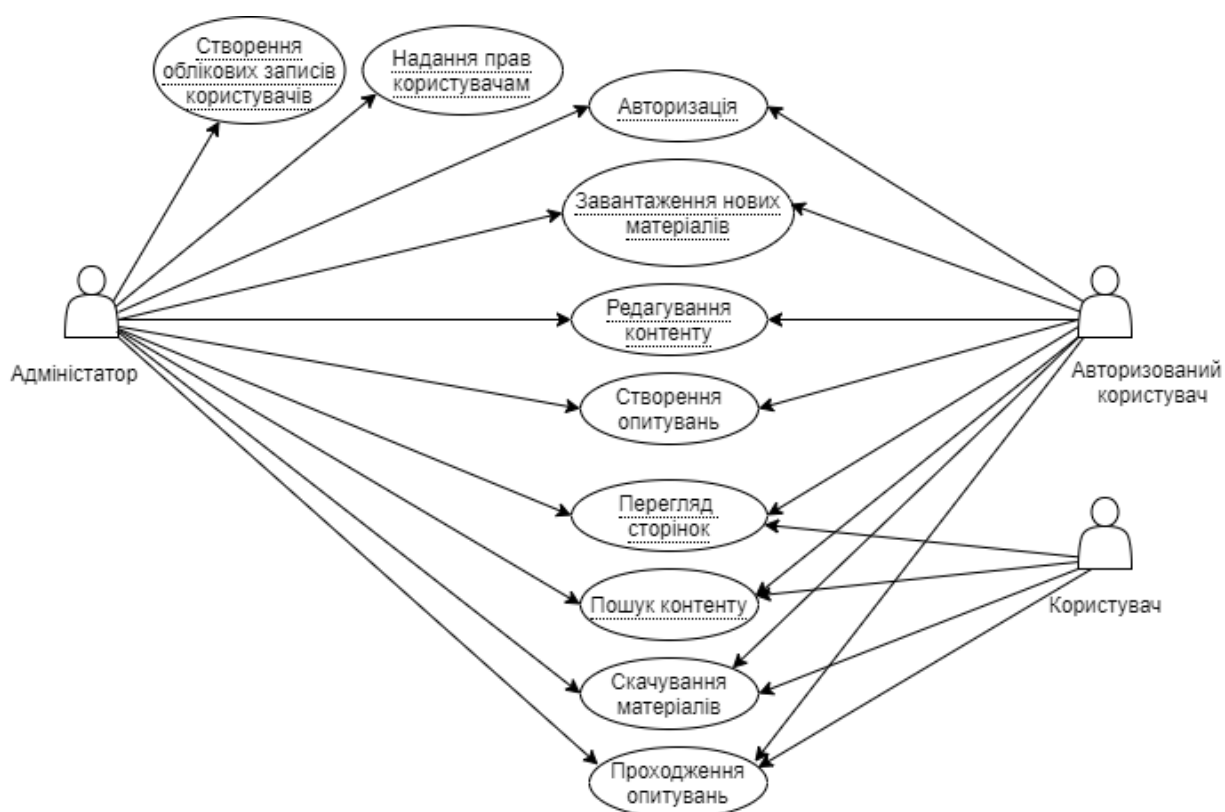 Створення
облікових записів
користувачів
Надання прав
користувачам
Авторизація
Завантаження нових
матеріалів
Редагування
контенту
Адміністатор
Авторизований
користувач
Створення
опитувань
Перегляд
сторінок
Пошук контенту
Користувач
Скачування
матеріалів
Проходження
опитувань